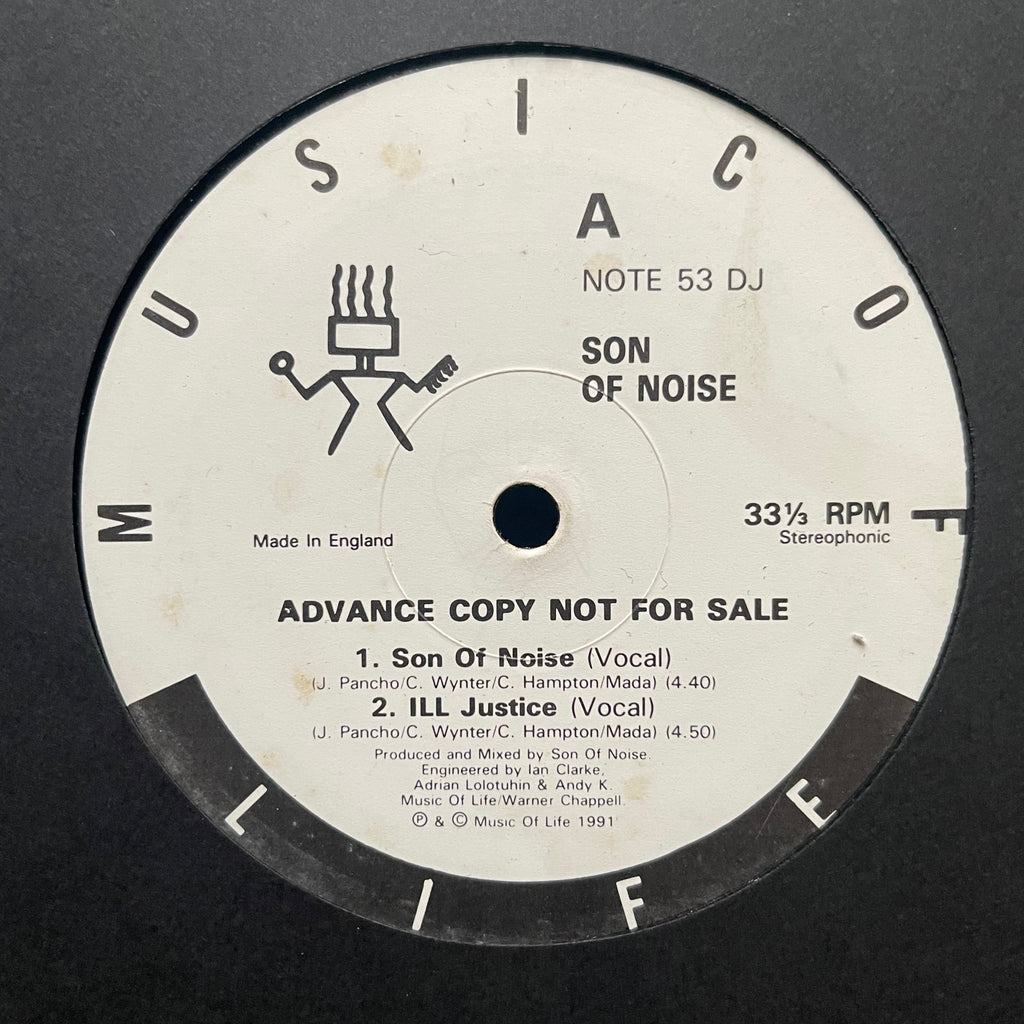 MUSIC OF
LIFE
A
NOTE 53 DJ
SON
OF NOISE
33⅓ RPM
Stereophonic
Made In England
ADVANCE COPY NOT FOR SALE
1. Son Of Noise (Vocal)
(J. Pancho/C. Wynter/C. Hampton/Mada) (4.40)
2. ILL Justice (Vocal)
(J. Pancho/C. Wynter/C. Hampton/Mada) (4.50)
Produced and Mixed by Son Of Noise.
Engineered by Ian Clarke,
Adrian Lolotuhin & Andy K.
Music Of Life/Warner Chappell.
℗ & © Music Of Life 1991